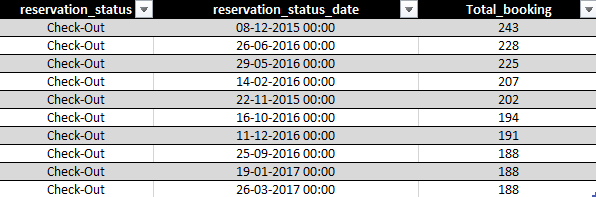 reservation_status reservation_status_date Total_booking
Check-Out 08-12-2015 00:00 243
Check-Out 26-06-2016 00:00 228
Check-Out 29-05-2016 00:00 225
Check-Out 14-02-2016 00:00 207
Check-Out 22-11-2015 00:00 202
Check-Out 16-10-2016 00:00 194
Check-Out 11-12-2016 00:00 191
Check-Out 25-09-2016 00:00 188
Check-Out 19-01-2017 00:00 188
Check-Out 26-03-2017 00:00 188